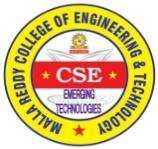 MALLA REDDY COLLEGE OF ENGINEERING & TECHNOLOGY
CSE
EMERGING
TECHNOLOGIES